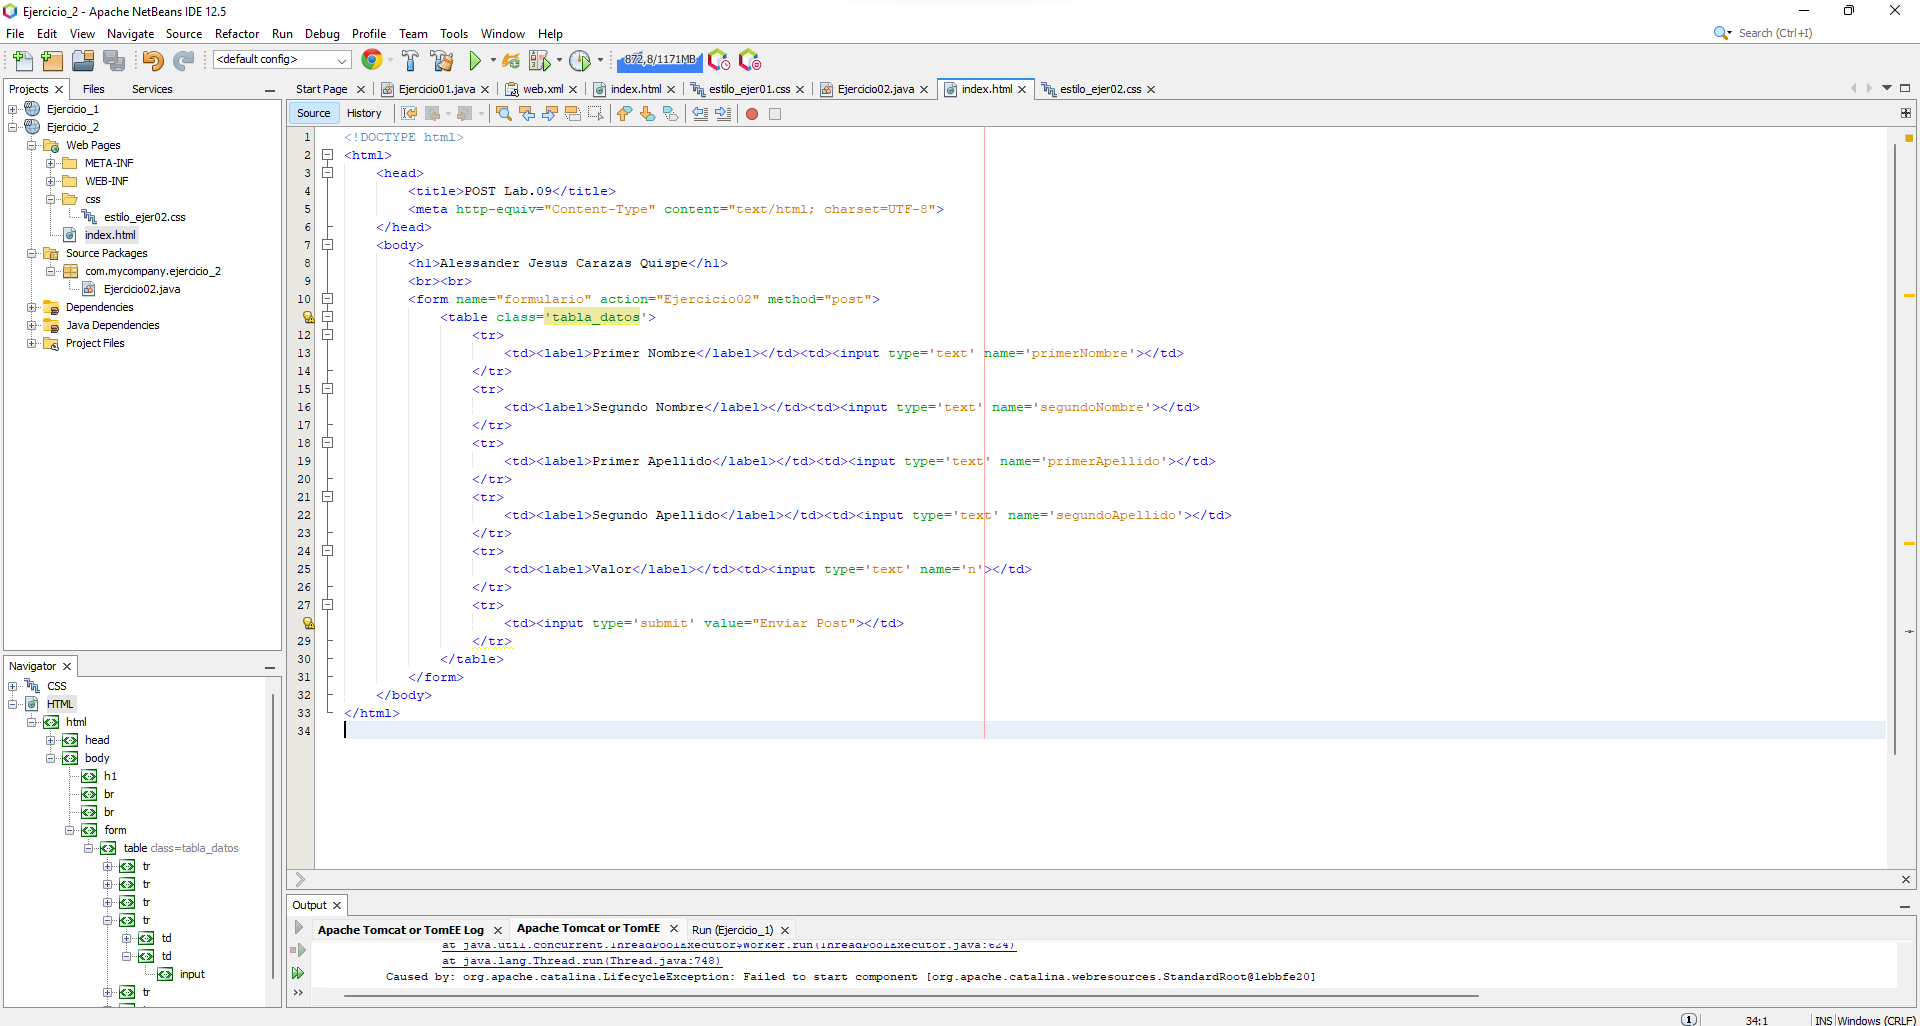 Ejercicio_2 - Apache NetBeans IDE 12.5
File Edit View Navigate Source Refactor Run Debug Profile Team Tools Window Help
Search (Ctrl+I)
<default config>
872,8/1171MB
Projects Files Services
Ejercicio_1
Ejercicio_2
Web Pages
META-INF
WEB-INF
css
estilo_ejer02.css
index.html
Source Packages
com.mycompany.ejercicio_2
Ejercicio02.java
Dependencies
Java Dependencies
Project Files
Start Page Ejercicio01.java web.xml index.html estilo_ejer01.css Ejercicio02.java index.html estilo_ejer02.css
Source History
1 <!DOCTYPE html>
2 <html>
3 <head>
4 <title>POST Lab.09</title>
5 <meta http-equiv="Content-Type" content="text/html; charset=UTF-8">
6 </head>
7 <body>
8 <h1>Alessander Jesus Carazas Quispe</h1>
9 <br><br>
10 <form name="formulario" action="Ejercicio02" method="post">
<table class='tabla_datos'>
12 <tr>
13 <td><label>Primer Nombre</label></td><td><input type='text' name='primerNombre'></td>
14 </tr>
15 <tr>
16 <td><label>Segundo Nombre</label></td><td><input type='text' name='segundoNombre'></td>
17 </tr>
18 <tr>
19 <td><label>Primer Apellido</label></td><td><input type='text' name='primerApellido'></td>
20 </tr>
21 <tr>
22 <td><label>Segundo Apellido</label></td><td><input type='text' name='segundoApellido'></td>
23 </tr>
24 <tr>
25 <td><label>Valor</label></td><td><input type='text' name='n'></td>
26 </tr>
27 <tr>
<td><input type='submit' value="Enviar Post"></td>
29 </tr>
30 </table>
31 </form>
32 </body>
33 </html>
34
Navigator
CSS
HTML
html
head
body
h1
br
br
form
table class=tabla_datos
tr
tr
tr
tr
td
td
input
tr
Output
Apache Tomcat or TomEE Log Apache Tomcat or TomEE Run (Ejercicio_1)
at java.util.concurrent.ThreadPoolExecutor$Worker.run(ThreadPoolExecutor.java:624)
at java.lang.Thread.run(Thread.java:748)
Caused by: org.apache.catalina.LifecycleException: Failed to start component [org.apache.catalina.webresources.StandardRoot@1ebbfe20]
1 34:1 INS Windows (CRLF)